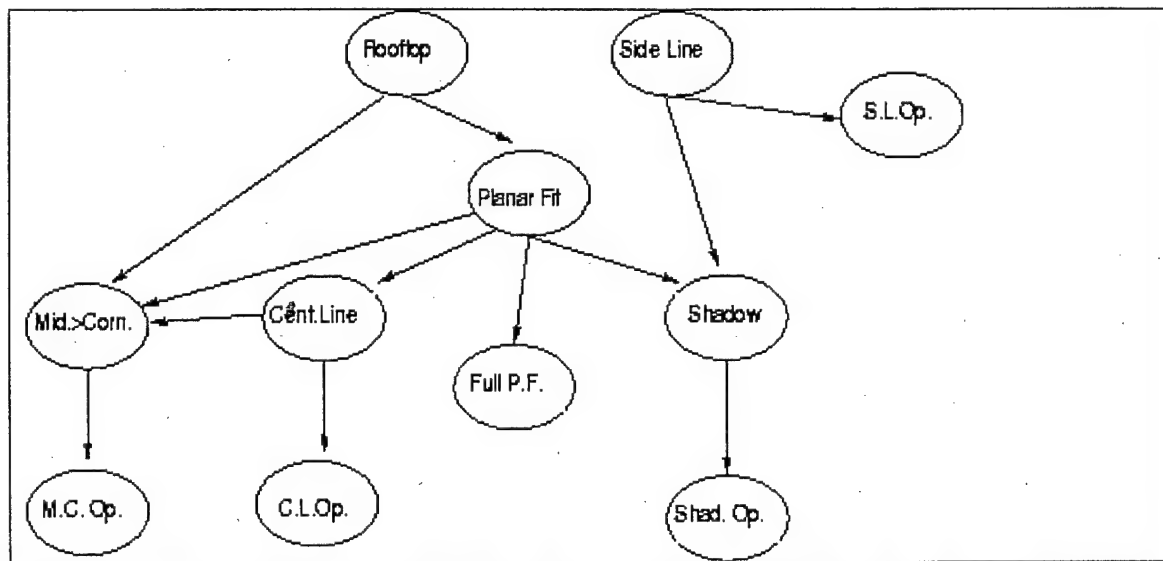 Rooftop
Side Line
S.L.Op.
Planar Fit
Mid.>Corn.
Cent.Line
Shadow
Full P.F.
M.C. Op.
C.L.Op.
Shad. Op.